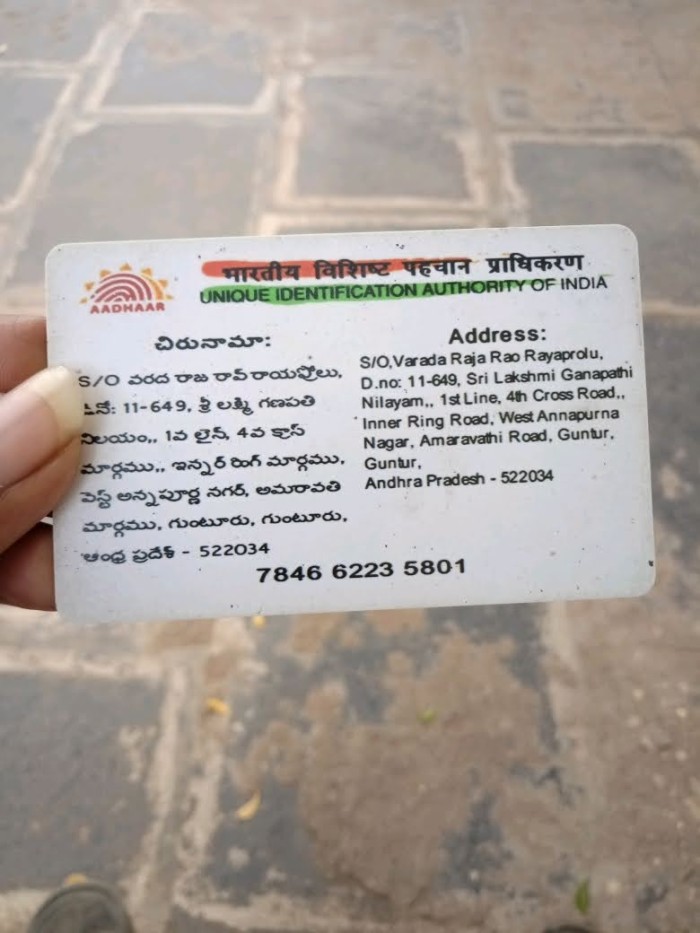 भारतीय विशिष्ट पहचान प्राधिकरण
UNIQUE IDENTIFICATION AUTHORITY OF INDIA
AADHAAR
చిరునామా:
S/O వరద రాజ రావ్ రాయప్రోలు,
డినో: 11-649, శ్రీ లక్ష్మి గణపతి
నిలయం,, 1వ లైన్, 4వ క్రాస్
మార్గము,, ఇన్నర్ రింగ్ మార్గము,
వెస్ట్ అన్నపూర్ణ నగర్, అమరావతి
మార్గము, గుంటూరు, గుంటూరు,
ఆంధ్ర ప్రదేశ్ - 522034
Address:
S/O,Varada Raja Rao Rayaprolu,
D.no: 11-649, Sri Lakshmi Ganapathi
Nilayam,, 1st Line, 4th Cross Road,,
Inner Ring Road, West Annapurna
Nagar, Amaravathi Road, Guntur,
Guntur,
Andhra Pradesh - 522034
7846 6223 5801